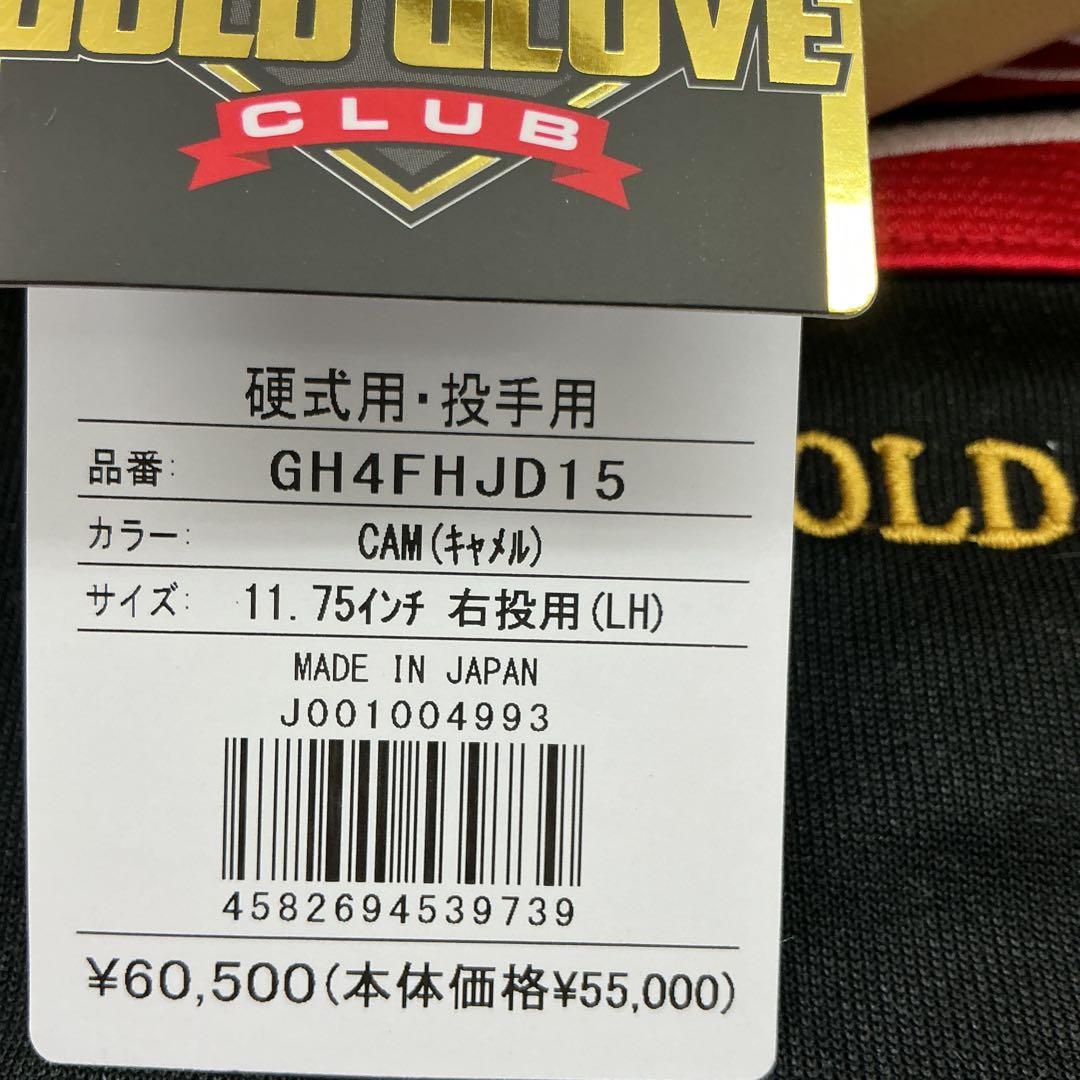 GOLD GLOVE
CLUB
硬式用・投手用
品番: GH4FHJD15
カラー: CAM(ｷｬﾒﾙ)
サイズ: 11.75ｲﾝﾁ 右投用(LH)
MADE IN JAPAN
J001004993
4582694539739
¥60,500(本体価格¥55,000)
OLD